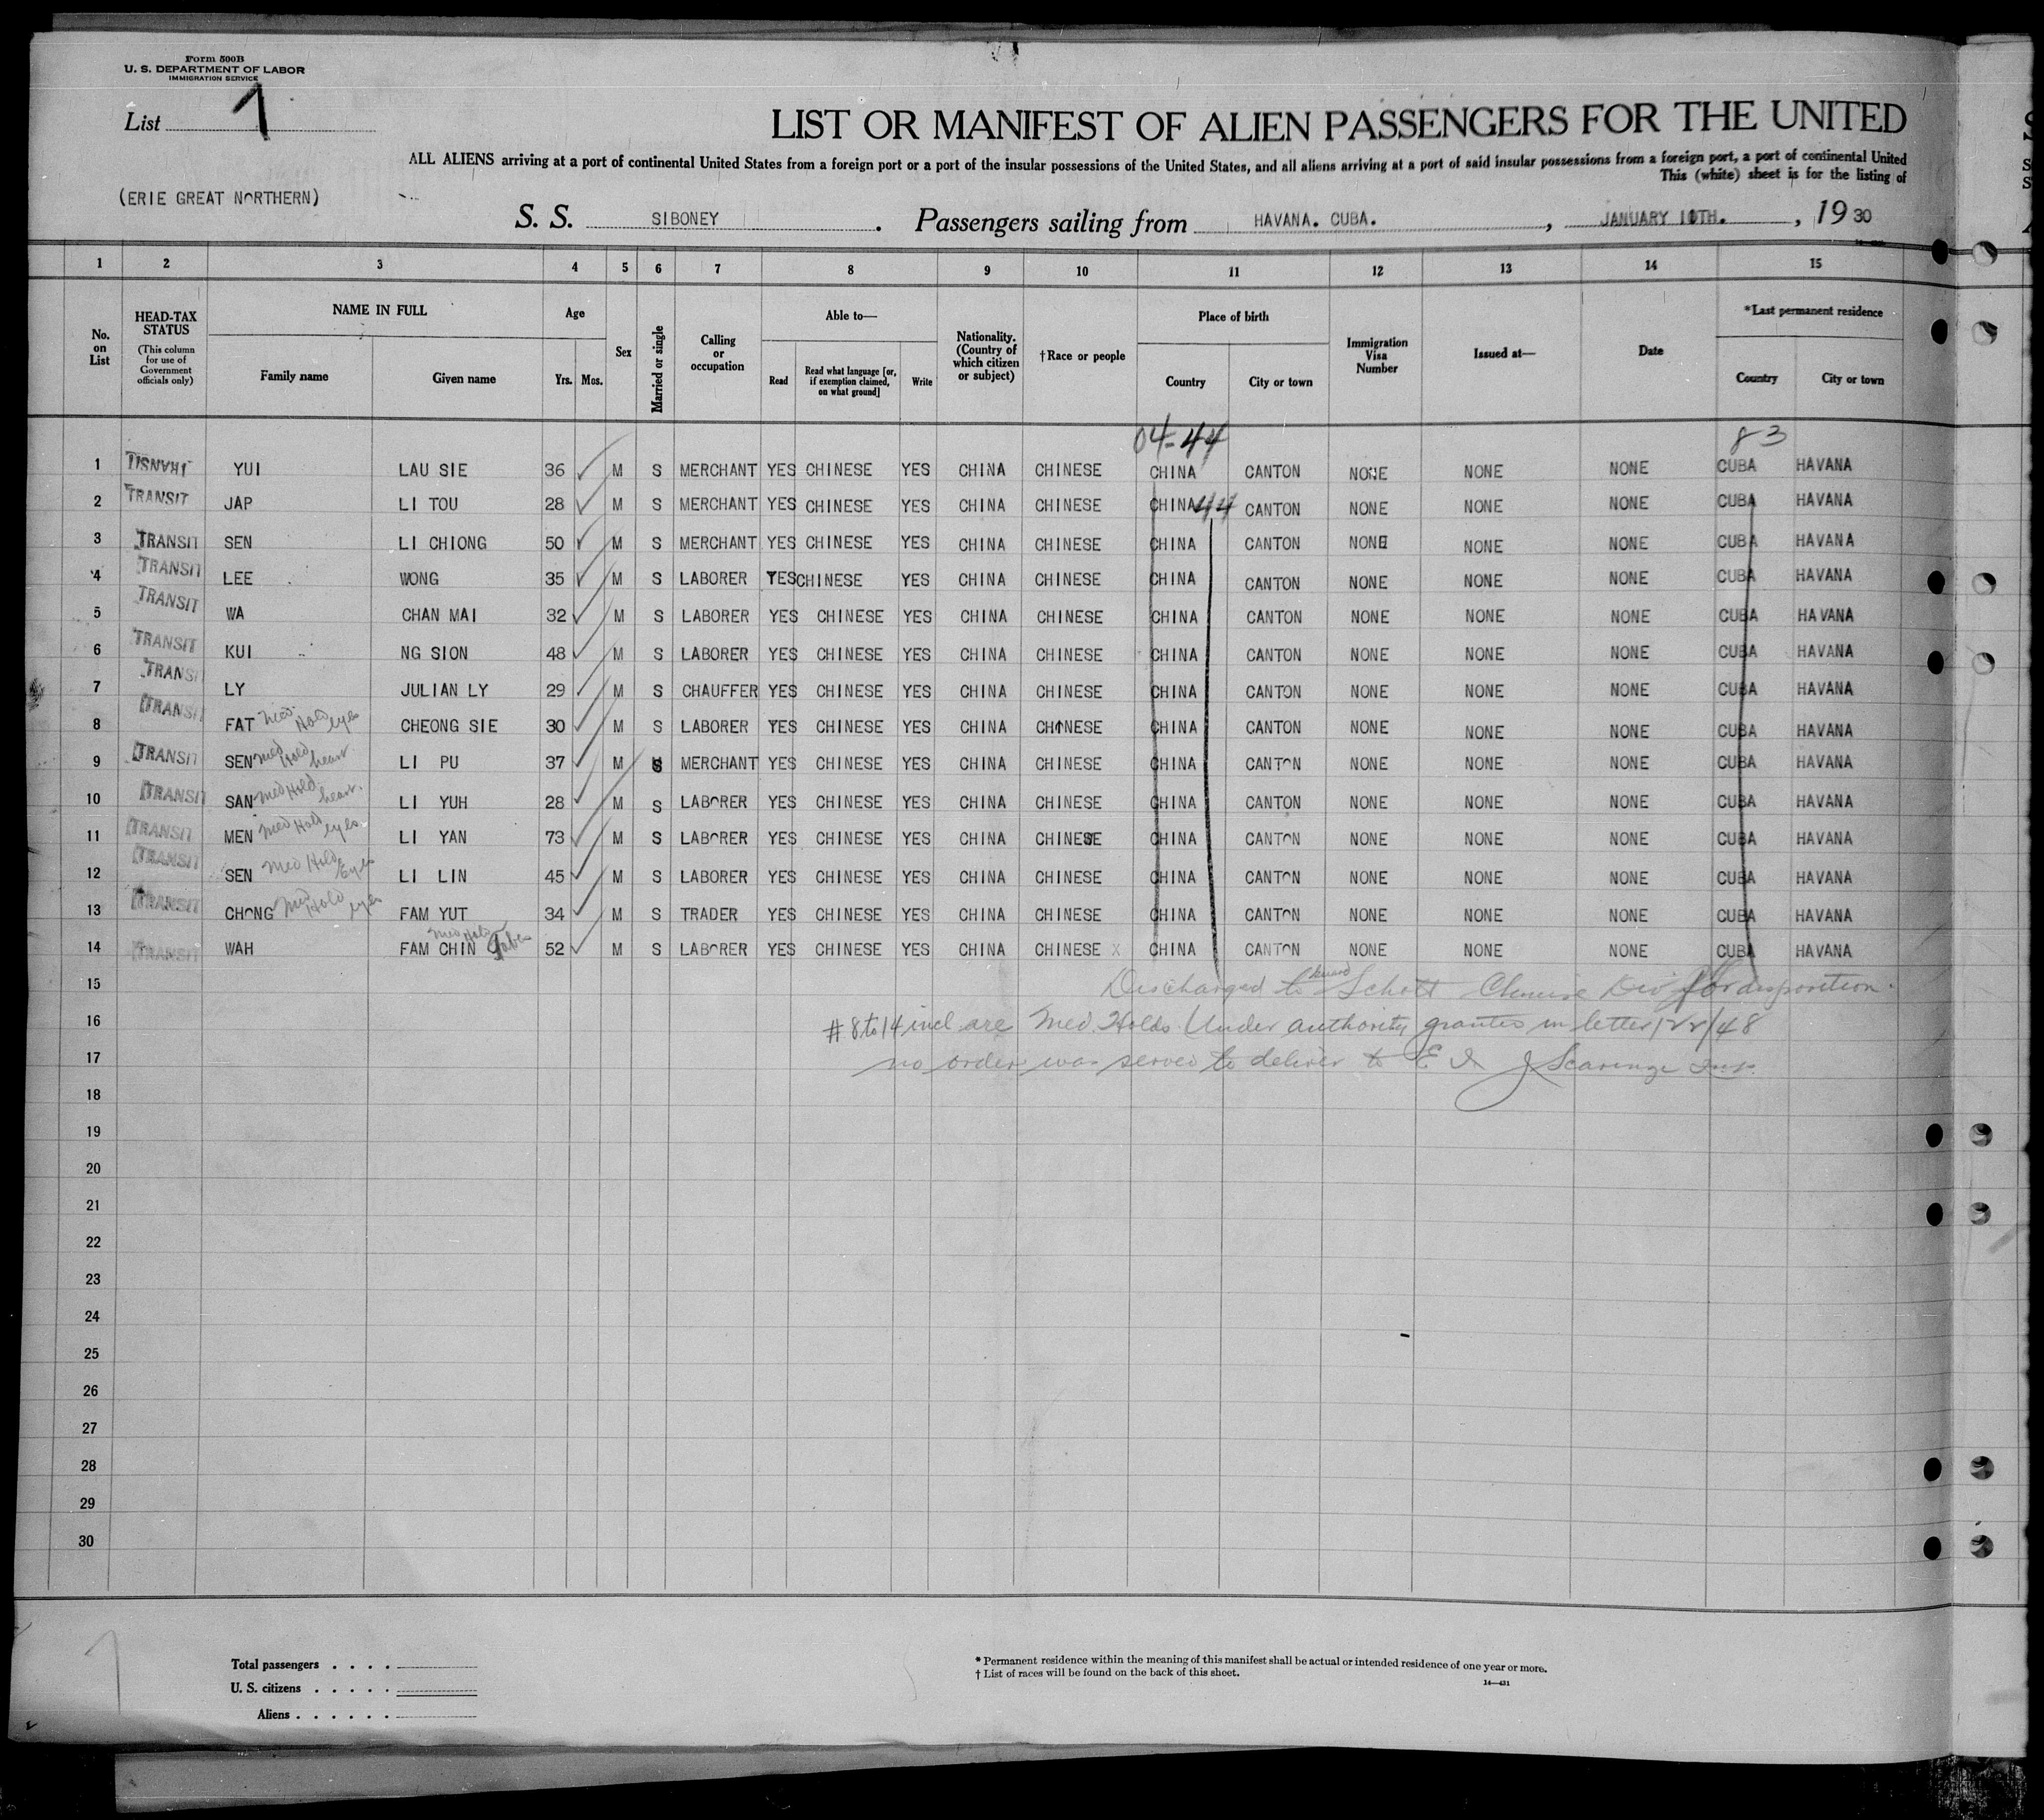 Form 500B
U. S. DEPARTMENT OF LABOR
IMMIGRATION SERVICE
List 1
LIST OR MANIFEST OF ALIEN PASSENGERS FOR THE UNITED
ALL ALIENS arriving at a port of continental United States from a foreign port or a port of the insular possessions of the United States, and all aliens arriving at a port of said insular possessions from a foreign port, a port of continental United
This (white) sheet is for the listing of
(ERIE GREAT NORTHERN)
S. S. SIBONEY . Passengers sailing from HAVANA. CUBA. , JANUARY 10TH. , 19 30
1 2 3 4 5 6 7 8 9 10 11 12 13 14 15
No. on List
HEAD-TAX STATUS (This column for use of Government officials only)
NAME IN FULL
Family name Given name
Age
Yrs. Mos.
Sex
Married or single
Calling or occupation
Able to—
Read Read what language [or, if exemption claimed, on what ground] Write
Nationality. (Country of which citizen or subject)
†Race or people
Place of birth
Country City or town
Immigration Visa Number
Issued at—
Date
*Last permanent residence
Country City or town
04-44 83
1 TRANSIT YUI LAU SIE 36 M S MERCHANT YES CHINESE YES CHINA CHINESE CHINA CANTON NONE NONE NONE CUBA HAVANA
2 TRANSIT JAP LI TOU 28 M S MERCHANT YES CHINESE YES CHINA CHINESE CHINA 44 CANTON NONE NONE NONE CUBA HAVANA
3 TRANSIT SEN LI CHIONG 50 M S MERCHANT YES CHINESE YES CHINA CHINESE CHINA CANTON NONE NONE NONE CUBA HAVANA
4 TRANSIT LEE WONG 35 M S LABORER YES CHINESE YES CHINA CHINESE CHINA CANTON NONE NONE NONE CUBA HAVANA
5 TRANSIT WA CHAN MAI 32 M S LABORER YES CHINESE YES CHINA CHINESE CHINA CANTON NONE NONE NONE CUBA HAVANA
6 TRANSIT KUI NG SION 48 M S LABORER YES CHINESE YES CHINA CHINESE CHINA CANTON NONE NONE NONE CUBA HAVANA
7 TRANSI LY JULIAN LY 29 M S CHAUFFER YES CHINESE YES CHINA CHINESE CHINA CANTON NONE NONE NONE CUBA HAVANA
8 TRANSIT FAT Med. Hold eyes CHEONG SIE 30 M S LABORER YES CHINESE YES CHINA CHINESE CHINA CANTON NONE NONE NONE CUBA HAVANA
9 TRANSIT SEN Med Hold heart LI PU 37 M S MERCHANT YES CHINESE YES CHINA CHINESE CHINA CANTON NONE NONE NONE CUBA HAVANA
10 TRANSIT SAN Med Hold heart. LI YUH 28 M S LABORER YES CHINESE YES CHINA CHINESE CHINA CANTON NONE NONE NONE CUBA HAVANA
11 TRANSIT MEN Med Hold eyes. LI YAN 73 M S LABORER YES CHINESE YES CHINA CHINESE CHINA CANTON NONE NONE NONE CUBA HAVANA
12 TRANSIT SEN Med Hold Eyes LI LIN 45 M S LABORER YES CHINESE YES CHINA CHINESE CHINA CANTON NONE NONE NONE CUBA HAVANA
13 TRANSIT CHONG Med Hold eyes FAM YUT 34 M S TRADER YES CHINESE YES CHINA CHINESE CHINA CANTON NONE NONE NONE CUBA HAVANA
14 TRANSIT WAH FAM CHIN Med Hold 52 M S LABORER YES CHINESE YES CHINA CHINESE X CHINA CANTON NONE NONE NONE CUBA HAVANA
15 Discharged to Guard Schott Chinese Div for disposition.
16 # 8 to 14 incl are Med Holds. Under authority granted in letter 122/48
17 no order was served to deliver to E I J Scaringe Insp.
18
19
20
21
22
23
24
25
26
27
28
29
30
Total passengers . . . .
U. S. citizens . . . . .
Aliens . . . . . .
* Permanent residence within the meaning of this manifest shall be actual or intended residence of one year or more.
† List of races will be found on the back of this sheet.
14—431